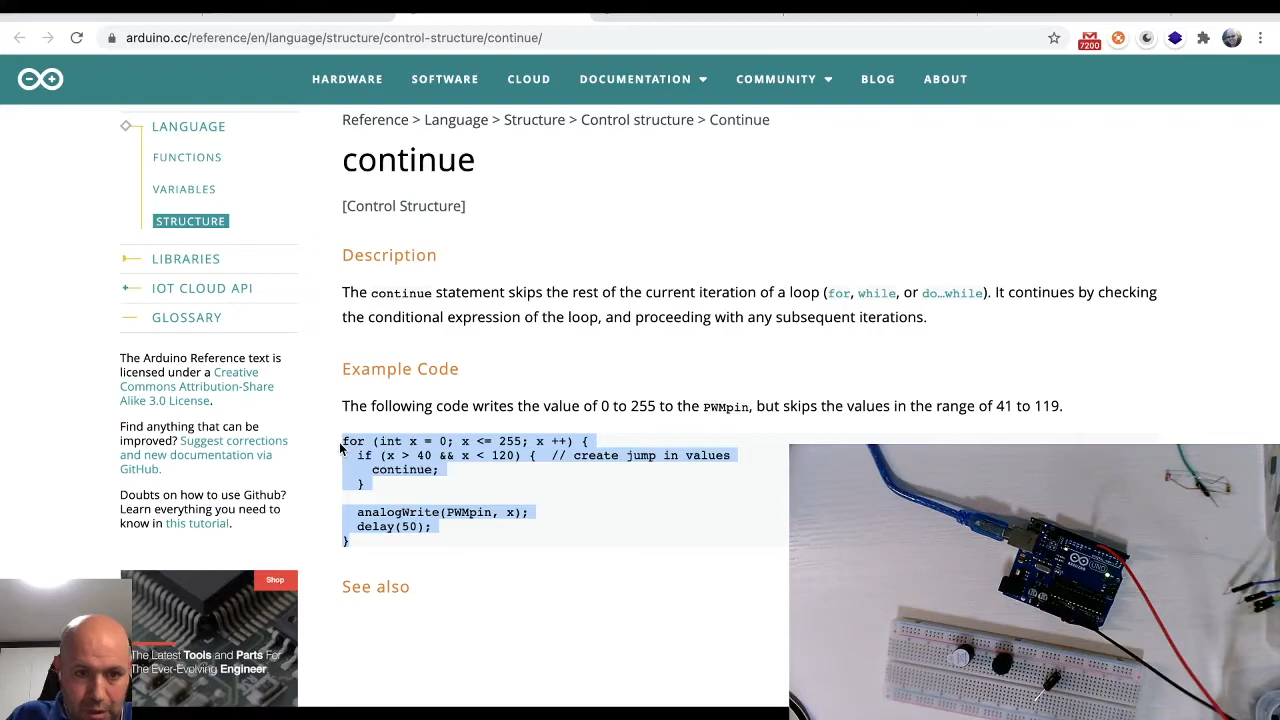 arduino.cc/reference/en/language/structure/control-structure/continue/
7200
HARDWARE SOFTWARE CLOUD DOCUMENTATION COMMUNITY BLOG ABOUT
LANGUAGE
FUNCTIONS
VARIABLES
STRUCTURE
LIBRARIES
IOT CLOUD API
GLOSSARY
The Arduino Reference text is
licensed under a Creative
Commons Attribution-Share
Alike 3.0 License.
Find anything that can be
improved? Suggest corrections
and new documentation via
GitHub.
Doubts on how to use Github?
Learn everything you need to
know in this tutorial.
Shop
The Latest Tools and Parts For
The Ever-Evolving Engineer
Reference > Language > Structure > Control structure > Continue
continue
[Control Structure]
Description
The continue statement skips the rest of the current iteration of a loop (for, while, or do…while). It continues by checking
the conditional expression of the loop, and proceeding with any subsequent iterations.
Example Code
The following code writes the value of 0 to 255 to the PWMpin, but skips the values in the range of 41 to 119.
for (int x = 0; x <= 255; x ++) {
if (x > 40 && x < 120) {  // create jump in values
continue;
}
analogWrite(PWMpin, x);
delay(50);
}
See also
UNO